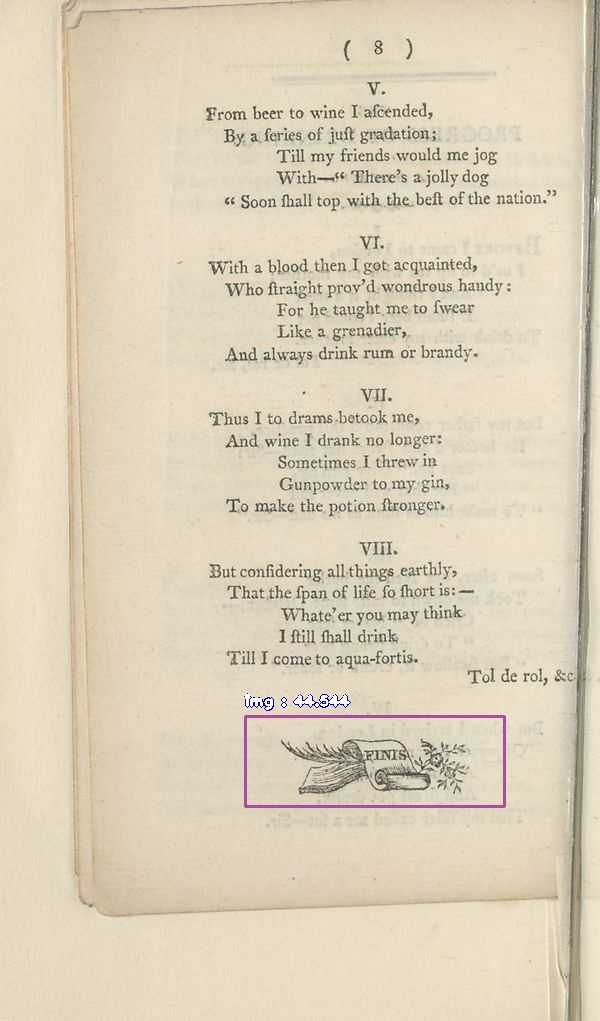 ( 8 )
V.
From beer to wine I aſcended,
By a ſeries of juſt gradation;
Till my friends would me jog
With—“ There’s a jolly dog
“ Soon ſhall top with the beſt of the nation.”
VI.
With a blood then I got acquainted,
Who ſtraight prov’d wondrous handy:
For he taught me to ſwear
Like a grenadier,
And always drink rum or brandy.
VII.
Thus I to drams betook me,
And wine I drank no longer:
Sometimes I threw in
Gunpowder to my gin,
To make the potion ſtronger.
VIII.
But conſidering all things earthly,
That the ſpan of life ſo ſhort is:—
Whate’er you may think
I ſtill ſhall drink
Till I come to aqua-fortis.
Tol de rol, &c.
img : 44.544
FINIS